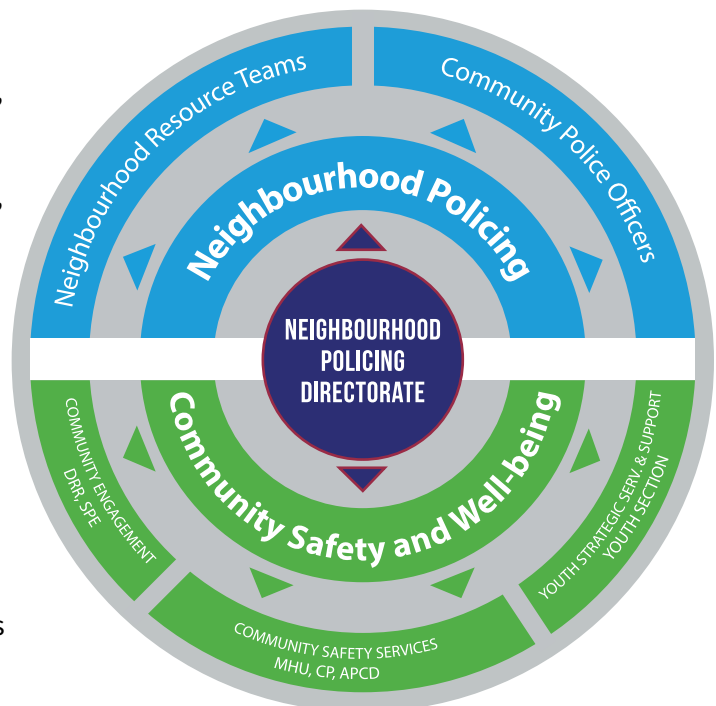 Neighbourhood Resource Teams
Community Police Officers
Neighbourhood Policing
NEIGHBOURHOOD
POLICING
DIRECTORATE
Community Safety and Well-being
COMMUNITY ENGAGEMENT
DRR, SPE
COMMUNITY SAFETY SERVICES
MHU, CP, APCD
YOUTH STRATEGIC SERV. & SUPPORT
YOUTH SECTION
,
,
s